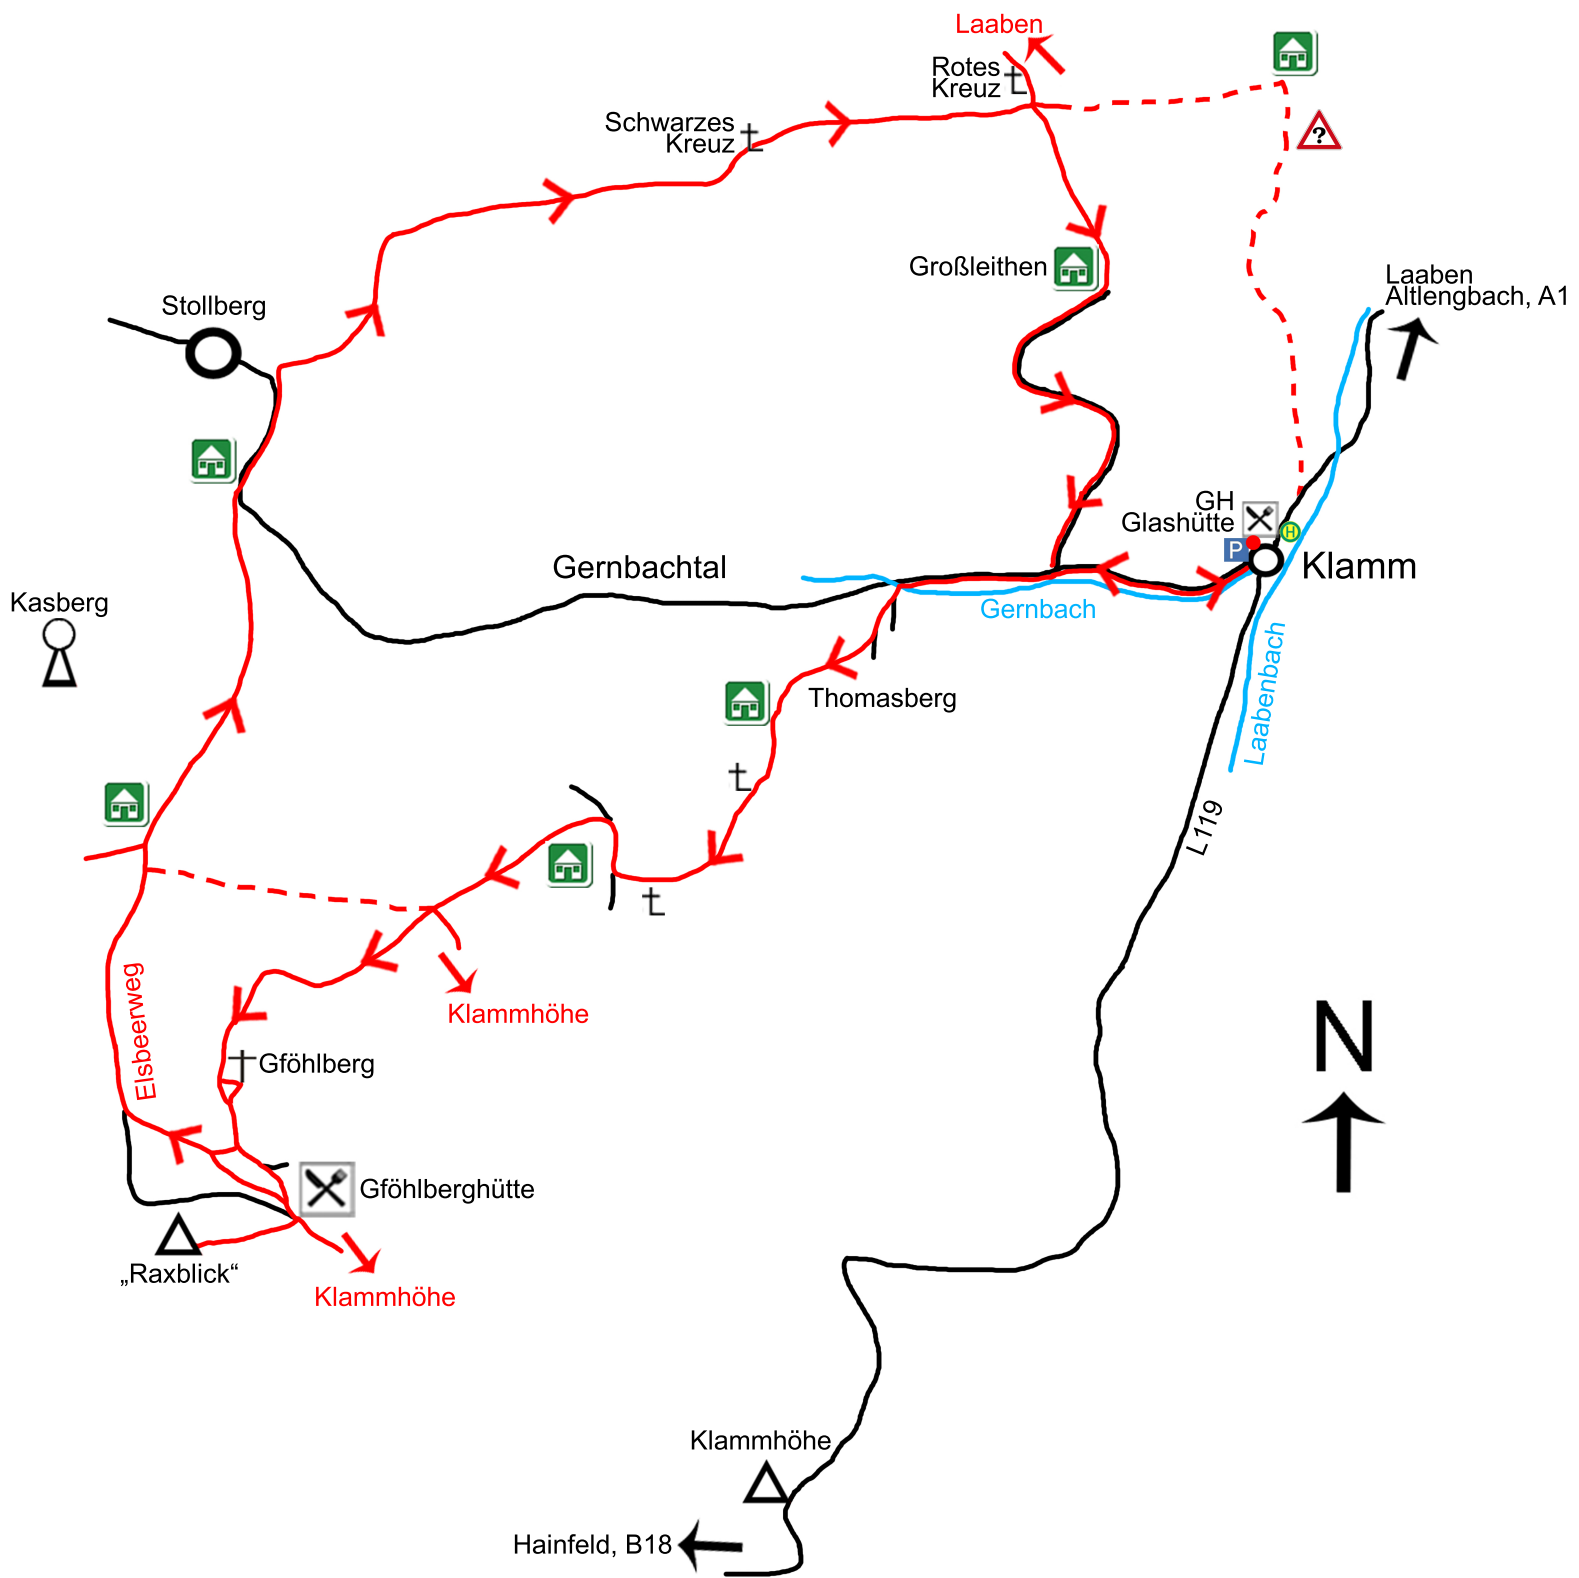 Laaben
Rotes
Kreuz
Schwarzes
Kreuz
?
Großleithen
Laaben
Altlengbach, A1
Stollberg
GH
Glashütte
H
P
Klamm
Gernbachtal
Gernbach
Kasberg
Laabenbach
Thomasberg
L119
Elsbeerweg
Klammhöhe
N
Gföhlberg
Gföhlberghütte
„Raxblick“
Klammhöhe
Klammhöhe
Hainfeld, B18